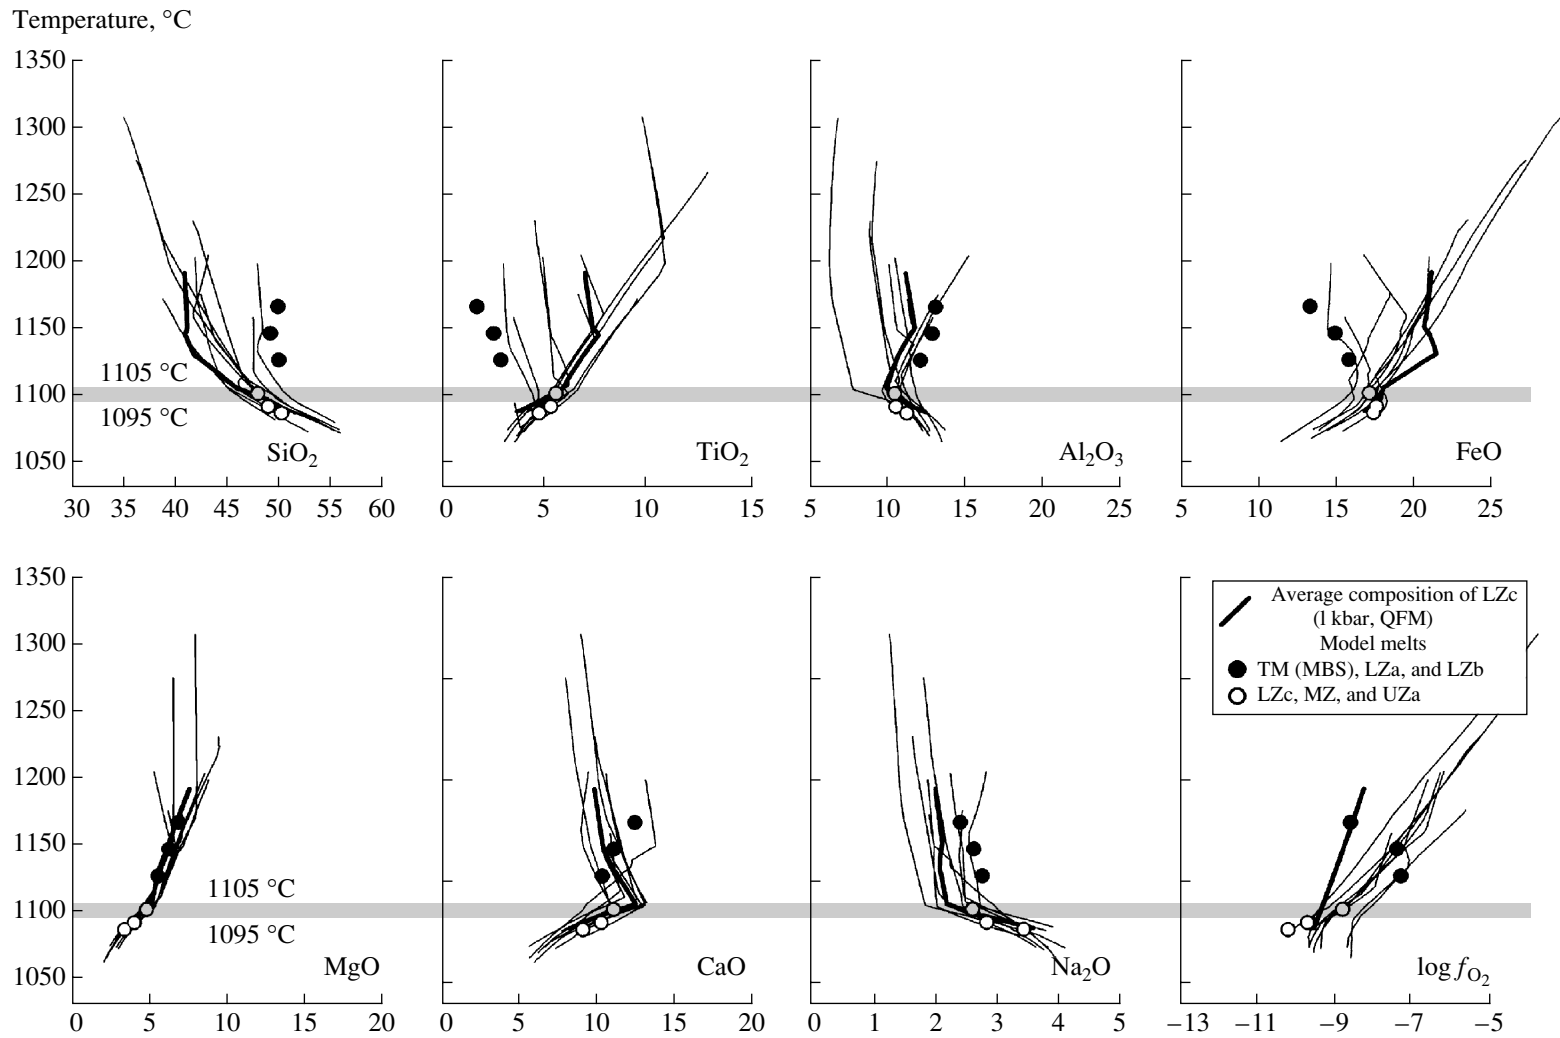 Temperature, °C
1350
1300
1250
1200
1150
1100
1050
1105 °C
1095 °C
SiO2
TiO2
Al2O3
FeO
30 35 40 45 50 55 60
0 5 10 15
5 10 15 20 25
5 10 15 20 25
1350
1300
1250
1200
1150
1100
1050
Average composition of LZc
(l kbar, QFM)
Model melts
TM (MBS), LZa, and LZb
LZc, MZ, and UZa
1105 °C
1095 °C
MgO
CaO
Na2O
log fO2
0 5 10 15 20
0 5 10 15 20
0 1 2 3 4 5
−13 −11 −9 −7 −5